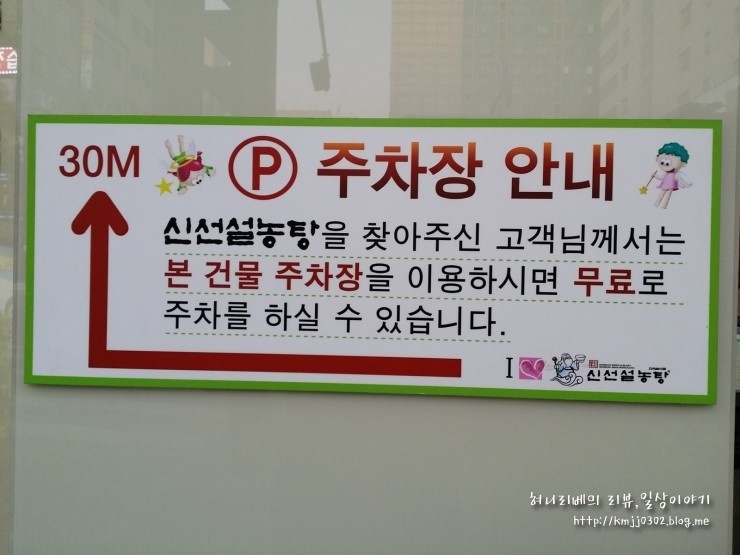 30M
P 주차장 안내
신선설농탕을 찾아주신 고객님께서는
본 건물 주차장을 이용하시면 무료로
주차를 하실 수 있습니다.
I 신선설농탕
허니리베의 리뷰,일상이야기
http://kmjj0302.blog.me